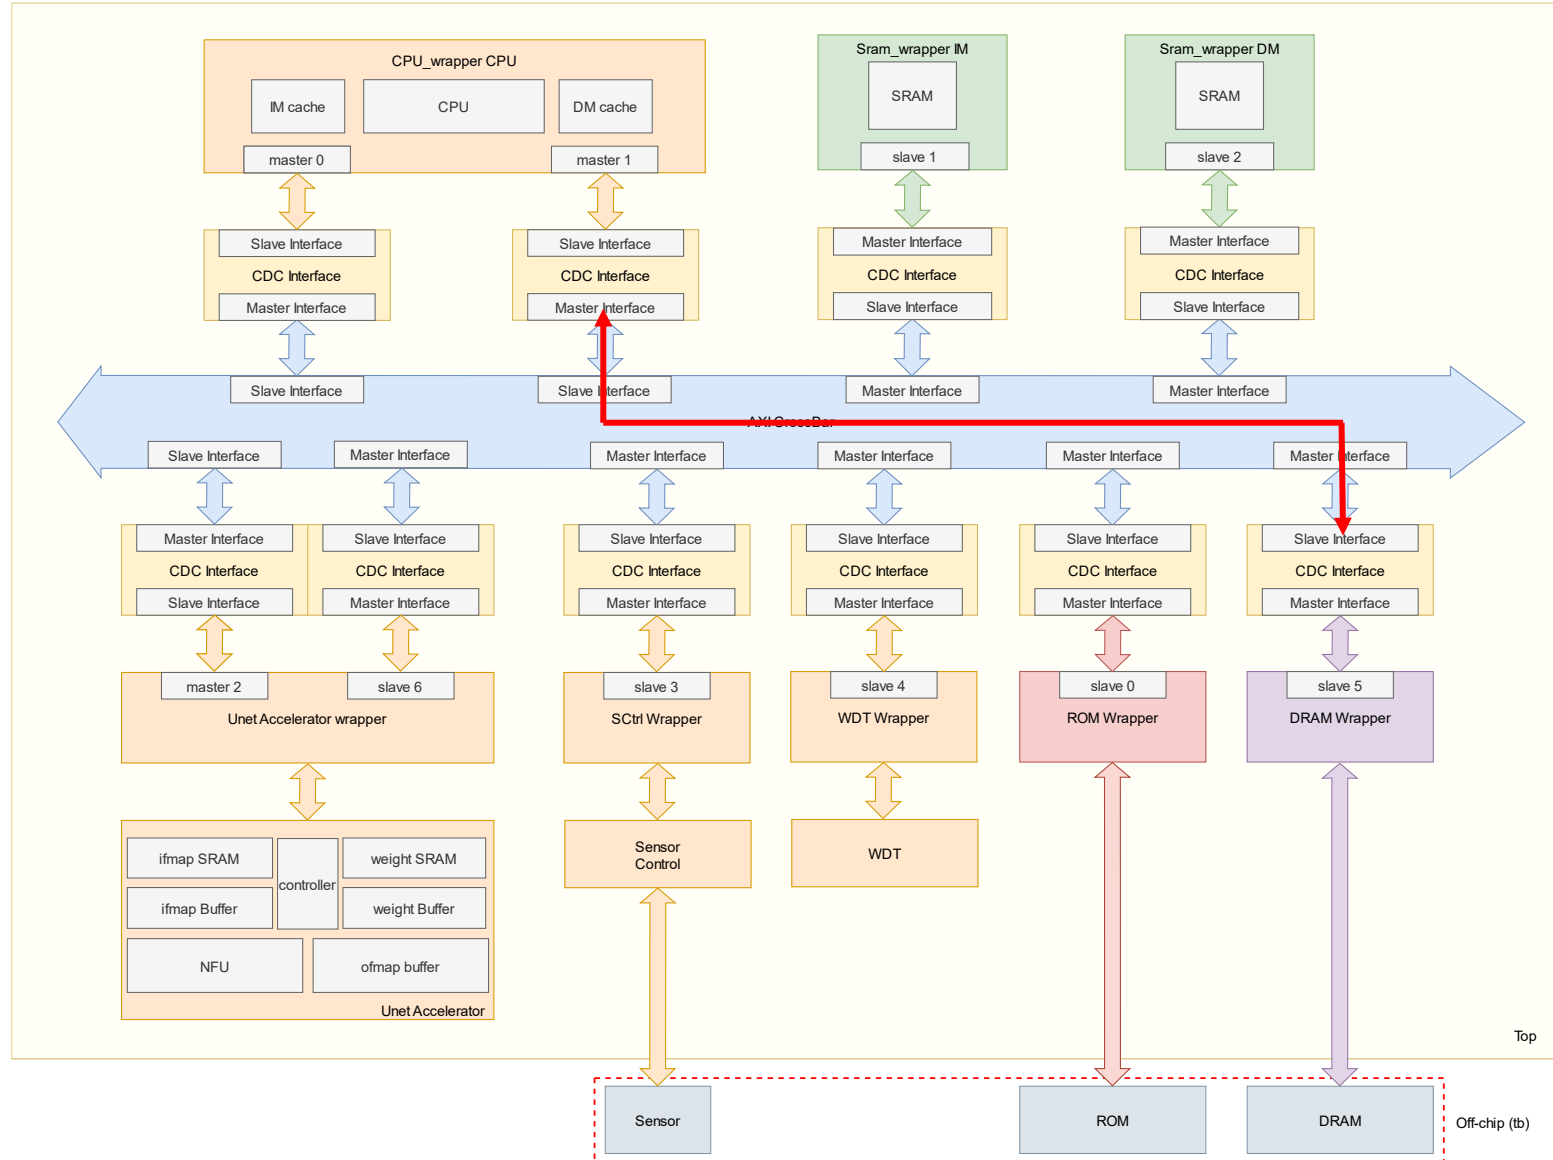 CPU_wrapper CPU
IM cache
CPU
DM cache
master 0
master 1
Sram_wrapper IM
SRAM
slave 1
Sram_wrapper DM
SRAM
slave 2
Slave Interface
CDC Interface
Master Interface
Slave Interface
CDC Interface
Master Interface
Master Interface
CDC Interface
Slave Interface
Master Interface
CDC Interface
Slave Interface
Slave Interface
Slave Interface
Master Interface
Master Interface
AXI CrossBar
Slave Interface
Master Interface
Master Interface
Master Interface
Master Interface
Master Interface
Master Interface
CDC Interface
Slave Interface
Slave Interface
CDC Interface
Master Interface
Slave Interface
CDC Interface
Master Interface
Slave Interface
CDC Interface
Master Interface
Slave Interface
CDC Interface
Master Interface
Slave Interface
CDC Interface
Master Interface
master 2
slave 6
Unet Accelerator wrapper
slave 3
SCtrl Wrapper
slave 4
WDT Wrapper
slave 0
ROM Wrapper
slave 5
DRAM Wrapper
ifmap SRAM
controller
weight SRAM
ifmap Buffer
weight Buffer
NFU
ofmap buffer
Unet Accelerator
Sensor
Control
WDT
Top
Sensor
ROM
DRAM
Off-chip (tb)